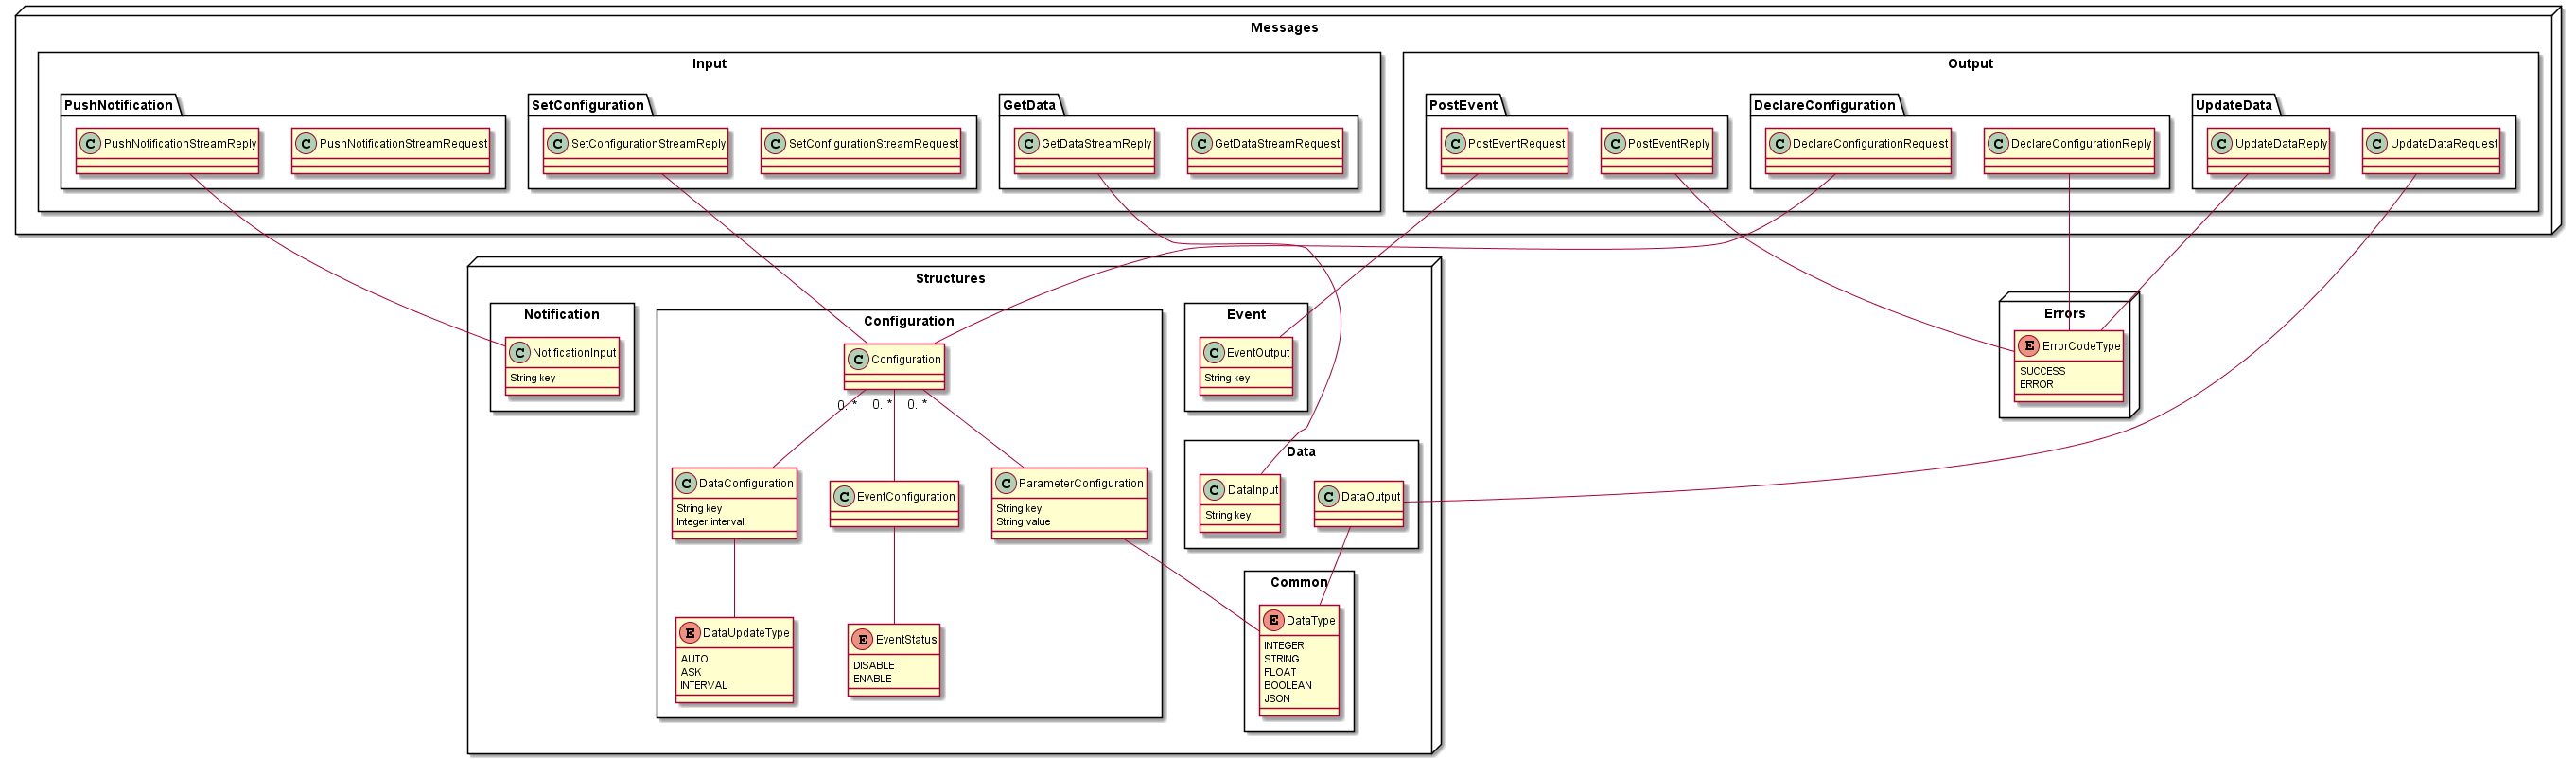 Messages
Input
Output
PushNotification
SetConfiguration
GetData
PostEvent
DeclareConfiguration
UpdateData
C PushNotificationStreamReply
C PushNotificationStreamRequest
C SetConfigurationStreamReply
C SetConfigurationStreamRequest
C GetDataStreamReply
C GetDataStreamRequest
C PostEventRequest
C PostEventReply
C DeclareConfigurationRequest
C DeclareConfigurationReply
C UpdateDataReply
C UpdateDataRequest
Structures
Notification
C NotificationInput
String key
Configuration
C Configuration
0..*
0..*
0..*
C DataConfiguration
String key
Integer interval
C EventConfiguration
C ParameterConfiguration
String key
String value
E DataUpdateType
AUTO
ASK
INTERVAL
E EventStatus
DISABLE
ENABLE
Event
C EventOutput
String key
Data
C DataInput
String key
C DataOutput
Common
E DataType
INTEGER
STRING
FLOAT
BOOLEAN
JSON
Errors
E ErrorCodeType
SUCCESS
ERROR